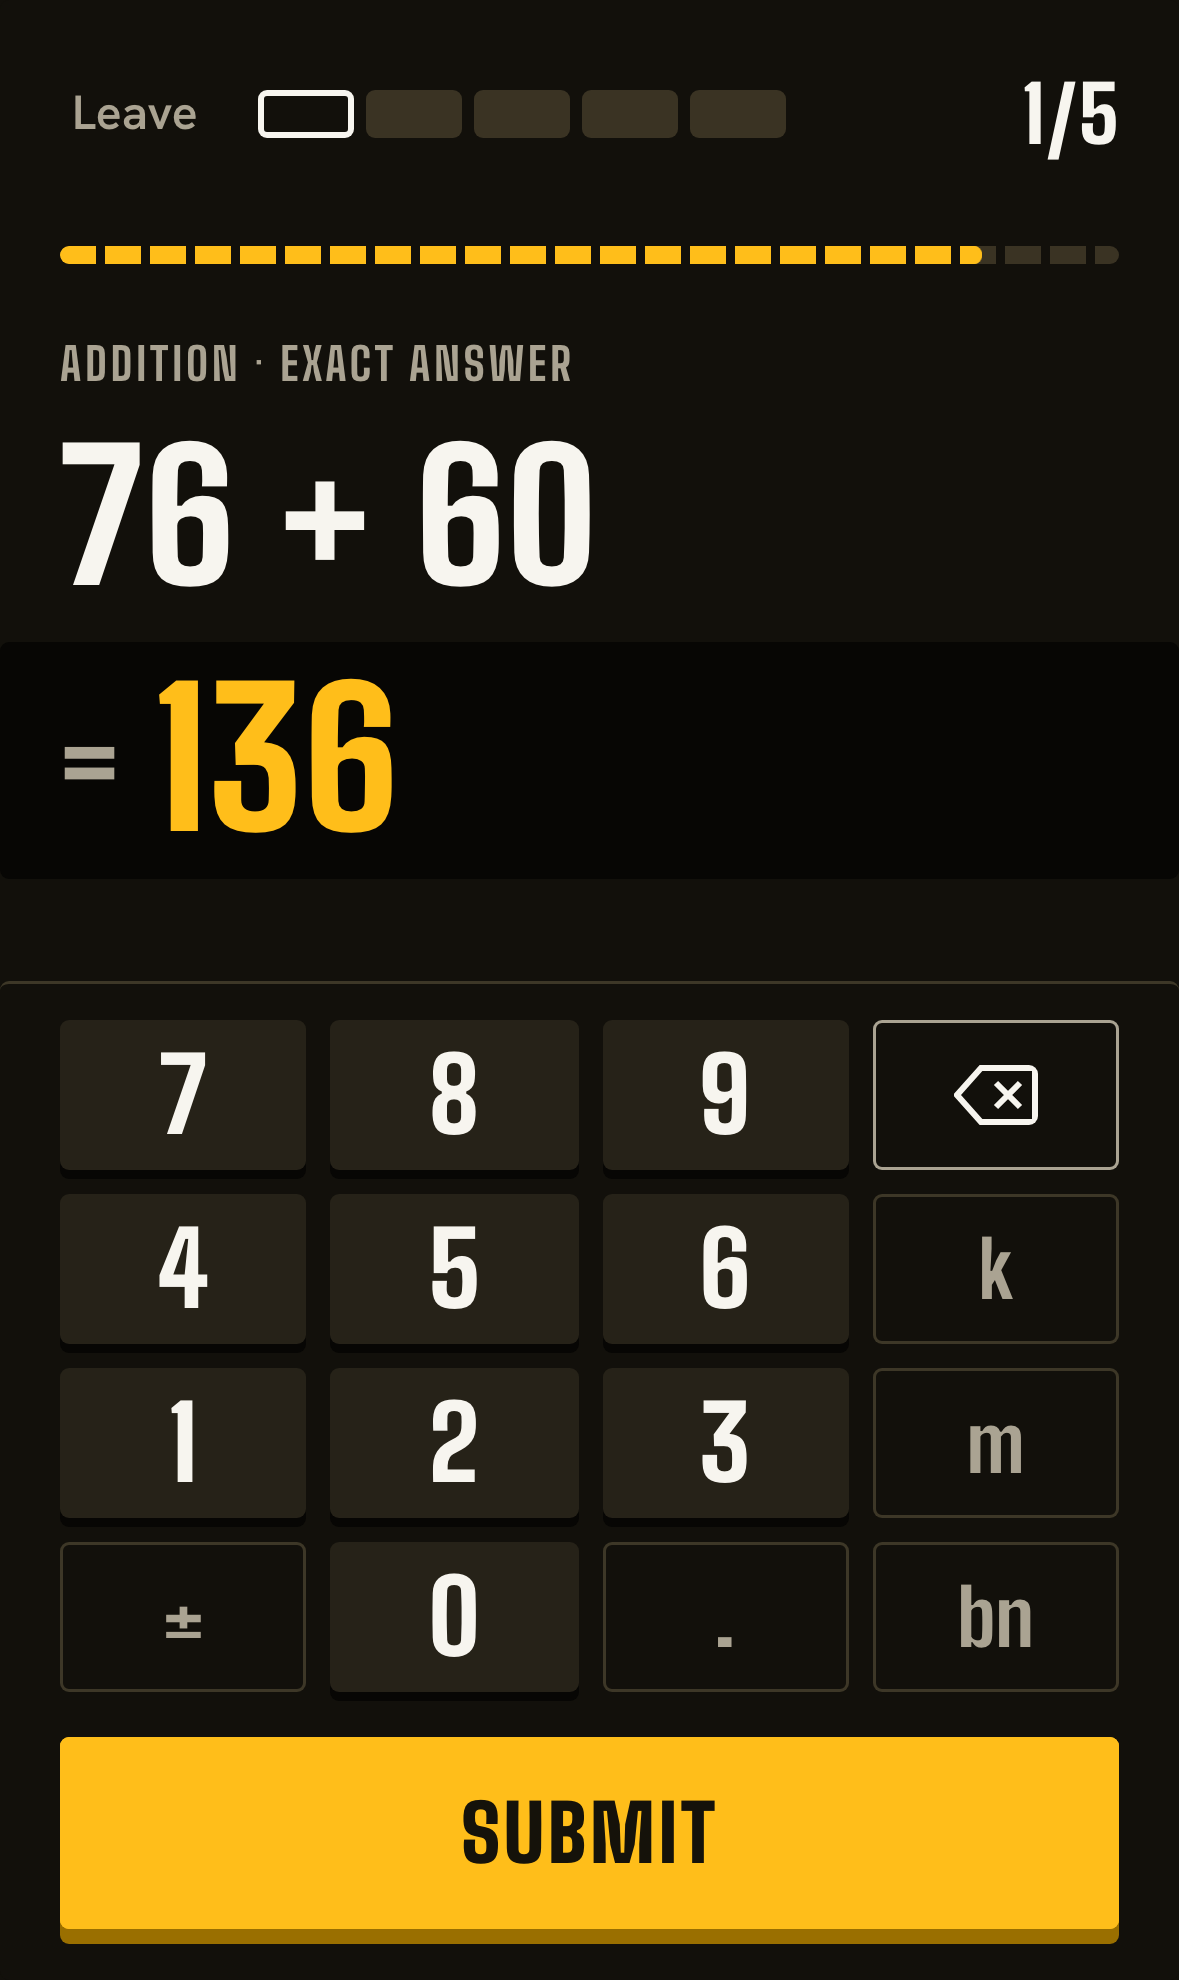 Leave 1/5
ADDITION · EXACT ANSWER
76 + 60
= 136
7 8 9
4 5 6 k
1 2 3 m
± 0 . bn
SUBMIT